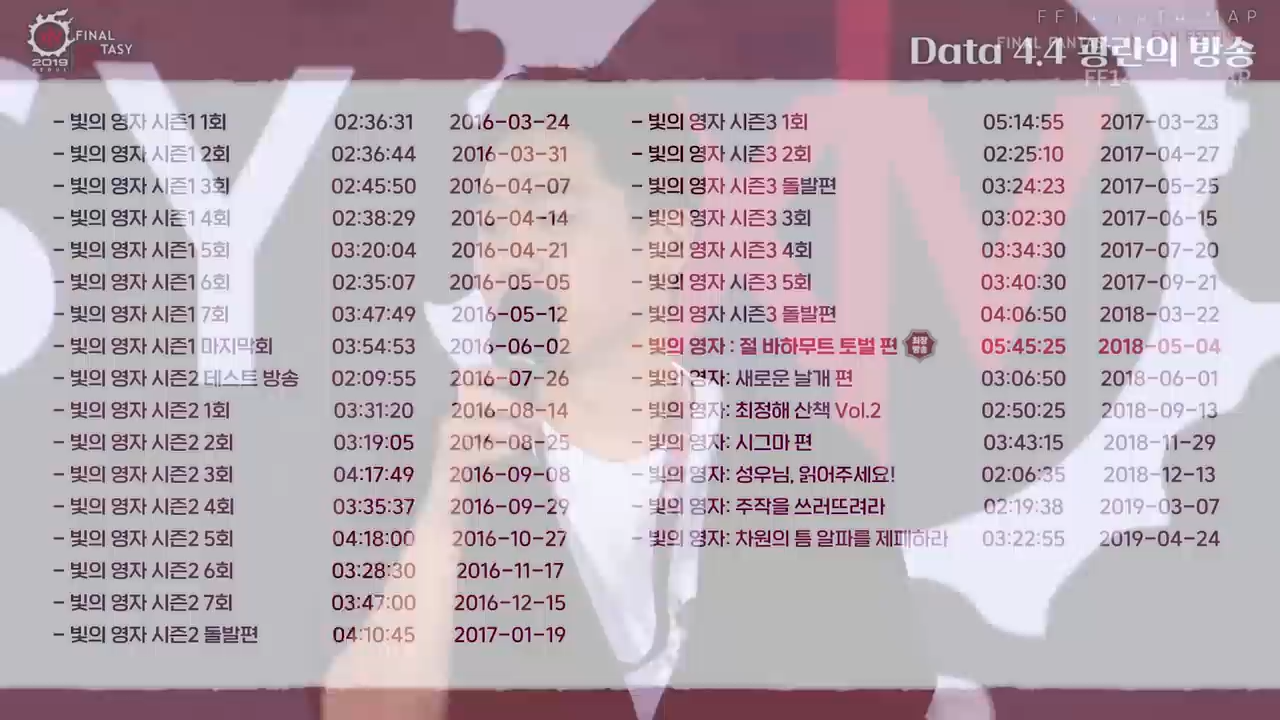 FINAL
TASY
2019
SEOUL
Data 4.4 핑란의 방송
- 빛의 영자 시즌1 1회 02:36:31 2016-03-24
- 빛의 영자 시즌1 2회 02:36:44 2016-03-31
- 빛의 영자 시즌1 3회 02:45:50 2016-04-07
- 빛의 영자 시즌1 4회 02:38:29 2016-04-14
- 빛의 영자 시즌1 5회 03:20:04 2016-04-21
- 빛의 영자 시즌1 6회 02:35:07 2016-05-05
- 빛의 영자 시즌1 7회 03:47:49 2016-05-12
- 빛의 영자 시즌1 마지막회 03:54:53 2016-06-02
- 빛의 영자 시즌2 테스트 방송 02:09:55 2016-07-26
- 빛의 영자 시즌2 1회 03:31:20 2016-08-14
- 빛의 영자 시즌2 2회 03:19:05 2016-08-25
- 빛의 영자 시즌2 3회 04:17:49 2016-09-08
- 빛의 영자 시즌2 4회 03:35:37 2016-09-29
- 빛의 영자 시즌2 5회 04:18:00 2016-10-27
- 빛의 영자 시즌2 6회 03:28:30 2016-11-17
- 빛의 영자 시즌2 7회 03:47:00 2016-12-15
- 빛의 영자 시즌2 돌발편 04:10:45 2017-01-19
- 빛의 영자 시즌3 1회 05:14:55 2017-03-23
- 빛의 영자 시즌3 2회 02:25:10 2017-04-27
- 빛의 영자 시즌3 돌발편 03:24:23 2017-05-25
- 빛의 영자 시즌3 3회 03:02:30 2017-06-15
- 빛의 영자 시즌3 4회 03:34:30 2017-07-20
- 빛의 영자 시즌3 5회 03:40:30 2017-09-21
- 빛의 영자 시즌3 돌발편 04:06:50 2018-03-22
- 빛의 영자 : 절 바하무트 토벌 편 최장 방송 05:45:25 2018-05-04
- 빛의 영자: 새로운 날개 편 03:06:50 2018-06-01
- 빛의 영자: 최정해 산책 Vol.2 02:50:25 2018-09-13
- 빛의 영자: 시그마 편 03:43:15 2018-11-29
- 빛의 영자: 성우님, 읽어주세요! 02:06:35 2018-12-13
- 빛의 영자: 주작을 쓰러뜨려라 02:19:38 2019-03-07
- 빛의 영자: 차원의 틈 알파를 제패하라 03:22:55 2019-04-24